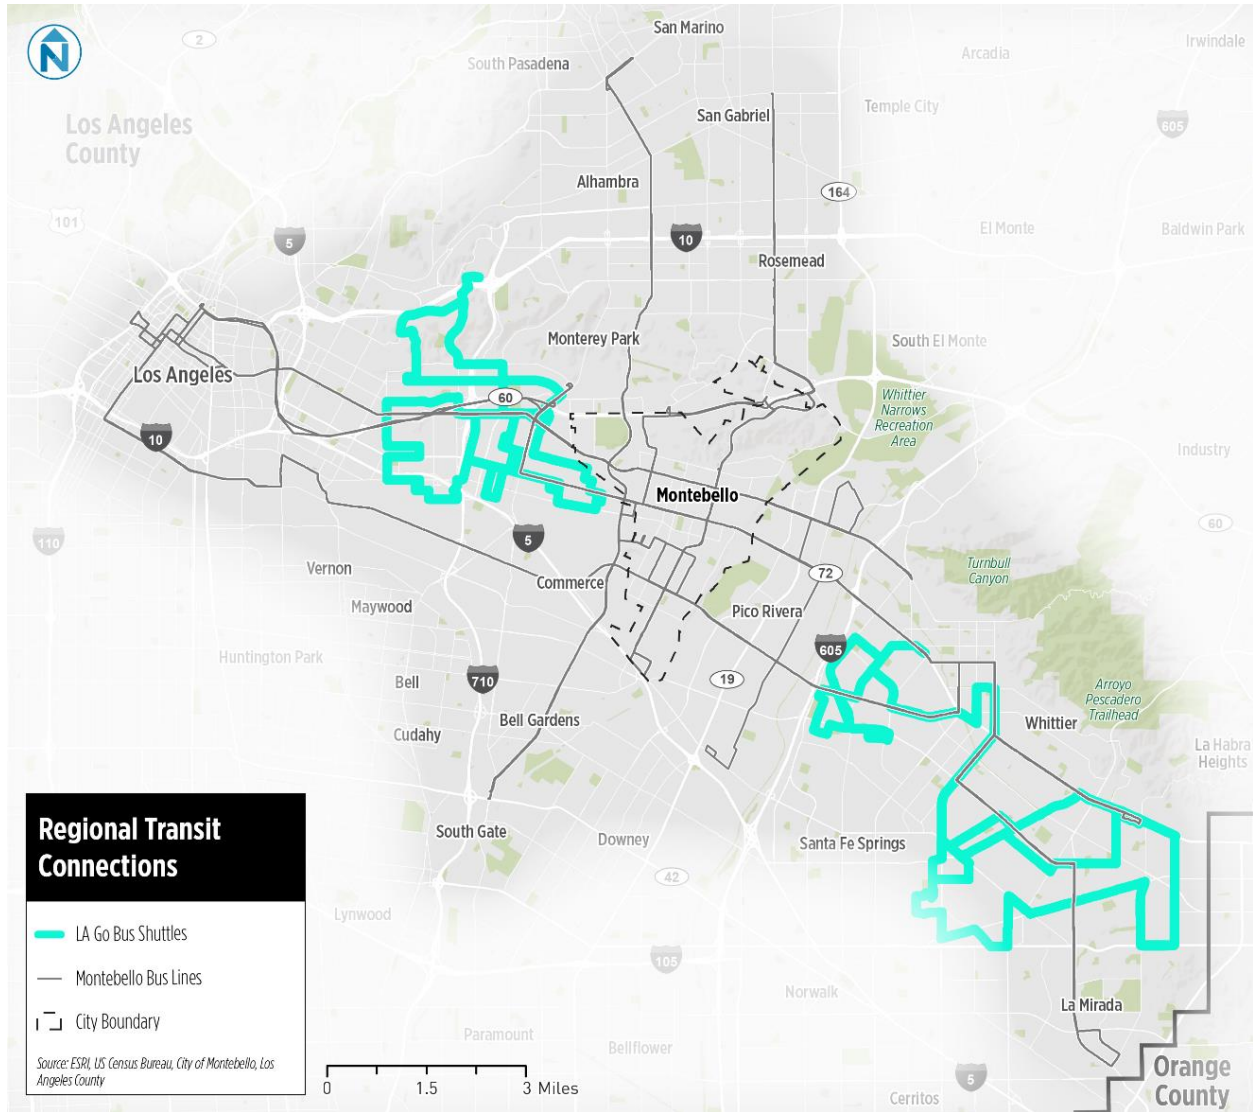 San Marino
N
2
Arcadia
Irwindale
South Pasadena
Temple City
San Gabriel
605
Los Angeles
County
Alhambra
164
101
5
10
El Monte
Baldwin Park
Rosemead
Monterey Park
South El Monte
Los Angeles
60
Whittier
Narrows
Recreation
Area
10
Industry
Montebello
60
110
5
Turnbull
Canyon
Vernon
Commerce
72
Maywood
Pico Rivera
Huntington Park
605
Bell
710
19
Arroyo
Pescadero
Trailhead
Bell Gardens
Whittier
Cudahy
La Habra
Heights
South Gate
Downey
Santa Fe Springs
42
Lynwood
105
Norwalk
La Mirada
Paramount
Bellflower
5
Cerritos
Orange
County
Regional Transit
Connections
LA Go Bus Shuttles
Montebello Bus Lines
City Boundary
Source: ESRI, US Census Bureau, City of Montebello, Los
Angeles County
0 1.5 3 Miles